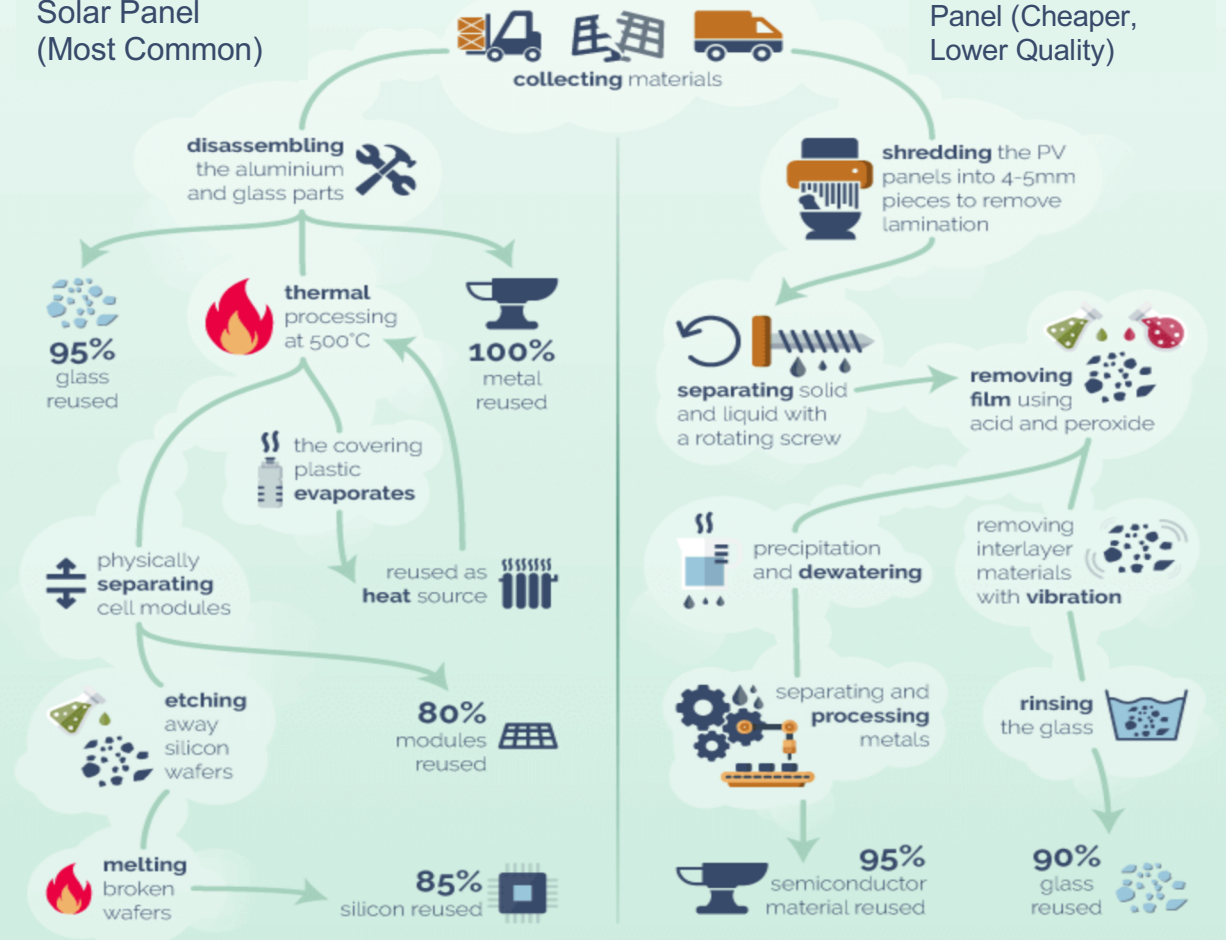 Solar Panel
(Most Common)
Panel (Cheaper,
Lower Quality)
collecting materials
disassembling
the aluminium
and glass parts
95%
glass
reused
thermal
processing
at 500°C
100%
metal
reused
the covering
plastic
evaporates
reused as
heat source
physically
separating
cell modules
80%
modules
reused
etching
away
silicon
wafers
melting
broken
wafers
85%
silicon reused
shredding the PV
panels into 4-5mm
pieces to remove
lamination
separating solid
and liquid with
a rotating screw
removing
film using
acid and peroxide
precipitation
and dewatering
removing
interlayer
materials
with vibration
separating and
processing
metals
rinsing
the glass
95%
semiconductor
material reused
90%
glass
reused